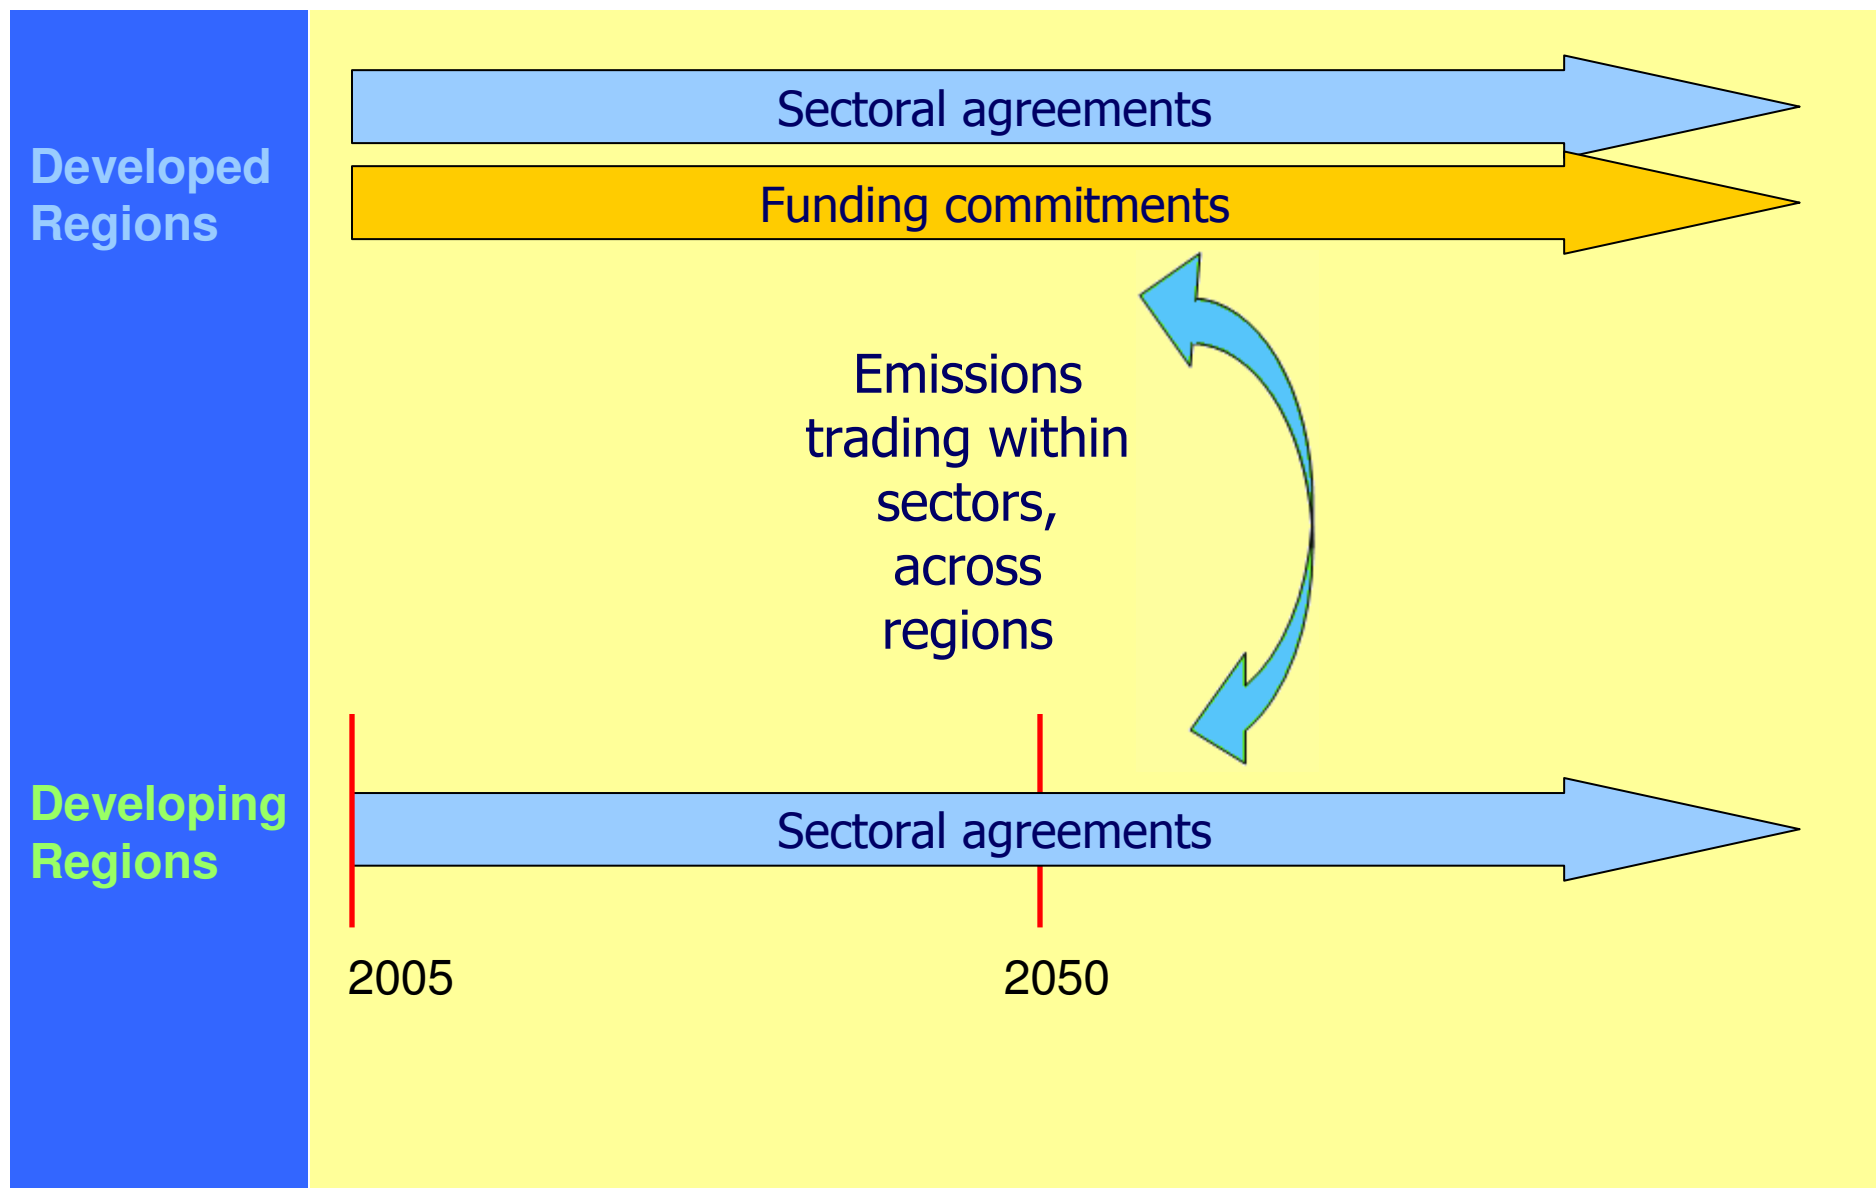 Sectoral agreements
Developed
Regions
Funding commitments
Emissions
trading within
sectors,
across
regions
Developing
Regions
Sectoral agreements
2005
2050